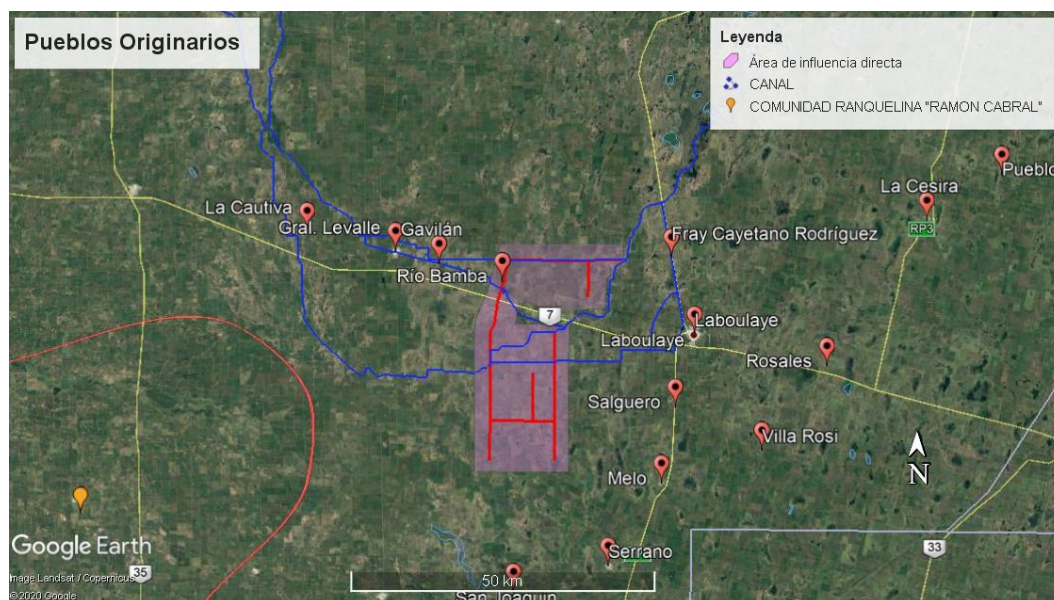 Pueblos Originarios
Leyenda
Área de influencia directa
CANAL
COMUNIDAD RANQUELINA "RAMON CABRAL"
Pueblo
La Cesira
La Cautiva
RP3
Gral. Levalle
Gavilán
Fray Cayetano Rodríguez
Río Bamba
7
Laboulaye
Laboulaye
Rosales
Salguero
Villa Rosi
N
Melo
Google Earth
Serrano
33
35
Image Landsat / Copernicus
50 km
© 2020 Google
San Joaquín